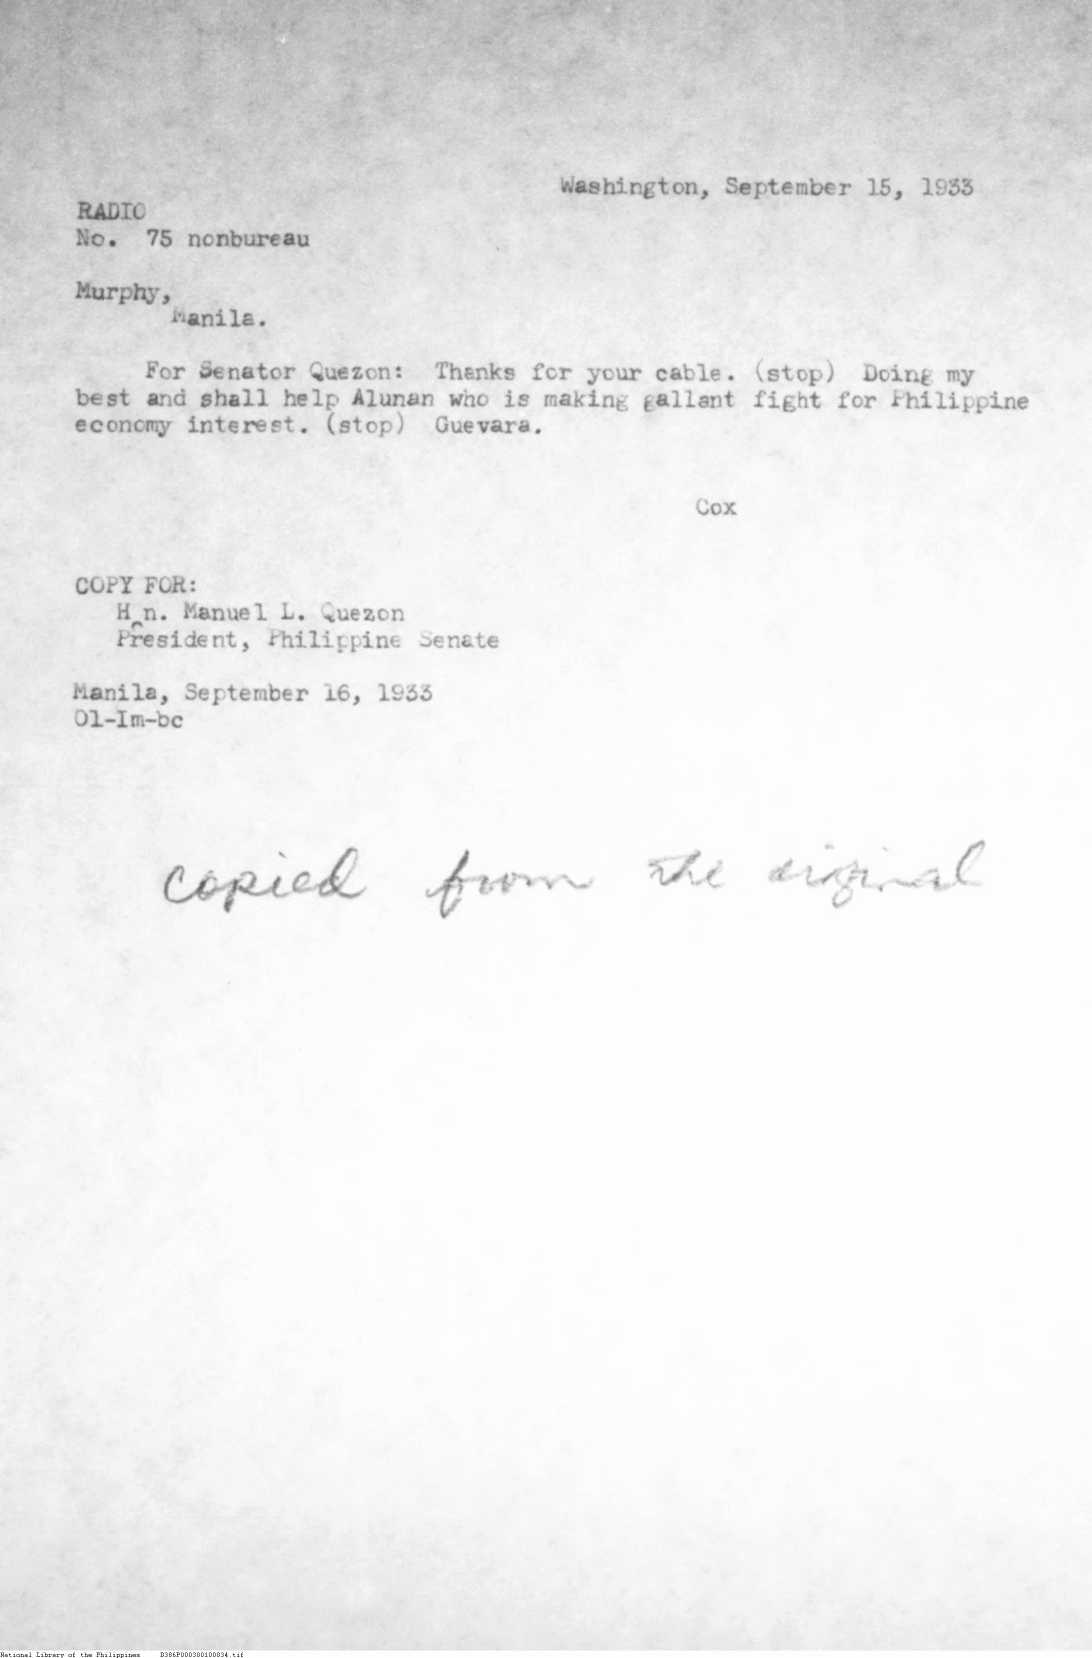 Washington, September 15, 1933
RADIO
No. 75 nonbureau
Murphy,
Manila.
For Senator Quezon: Thanks for your cable. (stop) Doing my
best and shall help Alunan who is making gallant fight for Philippine
economy interest. (stop) Guevara.
Cox
COPY FOR:
H n. Manuel L. Quezon
President, Philippine Senate
Manila, September 16, 1933
Ol-Im-bc
copied from the original
National Library of the Philippines B386P000380100834.tif